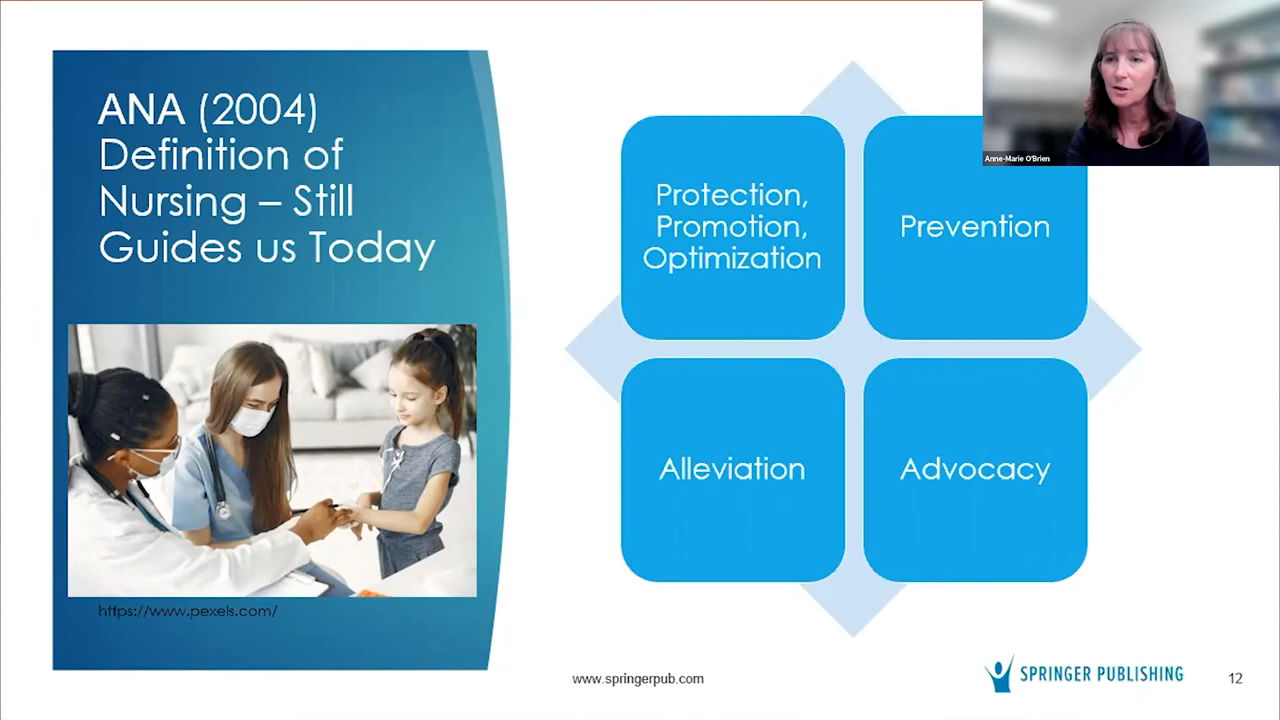 ANA (2004)
Definition of
Nursing – Still
Guides us Today
https://www.pexels.com/
Protection,
Promotion,
Optimization
Prevention
Alleviation
Advocacy
Anne-Marie O'Brien
www.springerpub.com
SPRINGER PUBLISHING
12